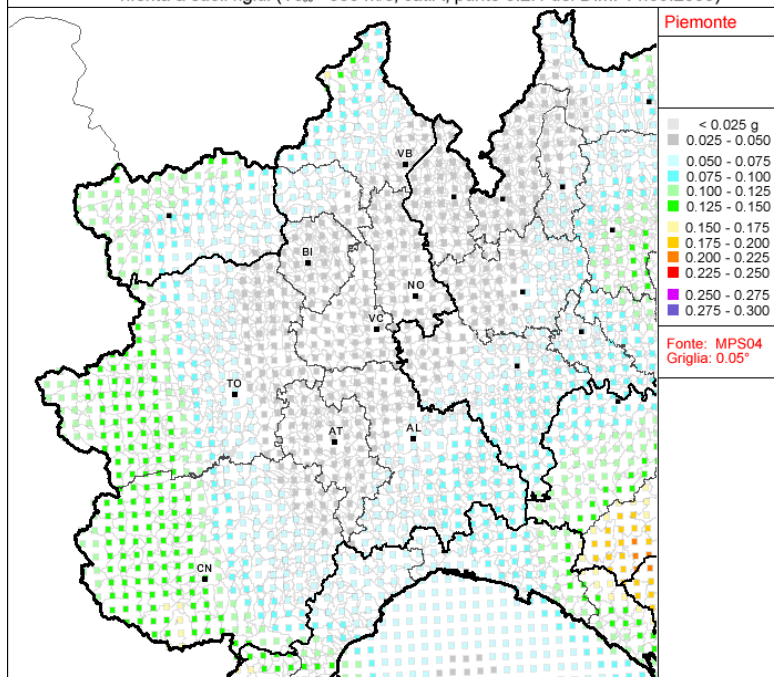 Piemonte
< 0.025 g
0.025 - 0.050
0.050 - 0.075
0.075 - 0.100
0.100 - 0.125
0.125 - 0.150
0.150 - 0.175
0.175 - 0.200
0.200 - 0.225
0.225 - 0.250
0.250 - 0.275
0.275 - 0.300
Fonte: MPS04
Griglia: 0.05°
VB
BI
NO
VC
TO
AT
AL
CN